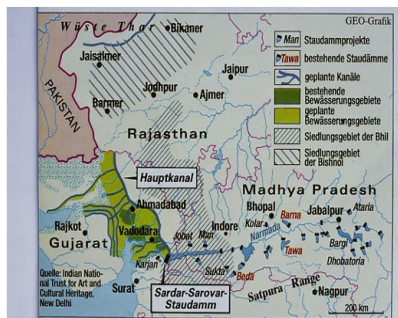 GEO-Grafik
Wüste Thar
Bikaner
Jaisalmer
Jaipur
Jodhpur
Ajmer
Barmer
PAKISTAN
Rajasthan
Man Staudammprojekte
Tawa bestehende Staudämme
geplante Kanäle
bestehende
Bewässerungsgebiete
geplante
Bewässerungsgebiete
Siedlungsgebiet der Bhil
Siedlungsgebiet
der Bishnoi
Hauptkanal
Madhya Pradesh
Ahmadabad
Bhopal
Barna
Jabalpur
Ataria
Kolar
Indore
Narmada
Rajkot
Vadodara
Jobat
Man
Gujarat
Bargi
Tawa
Karjan
Sukta
Beda
Dhobatoria
Quelle: Indian Natio-
nal Trust for Art and
Cultural Heritage,
New Delhi
Surat
Sardar-Sarovar-
Staudamm
Satpura Range
Nagpur
200 km